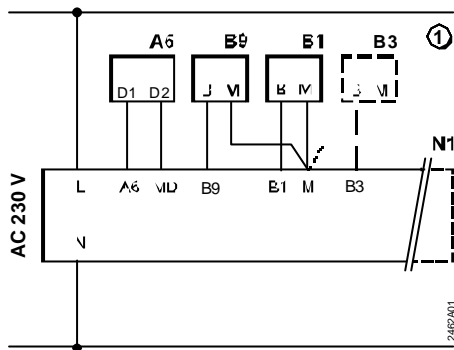 A6 B9 B1 B3 1
D1 D2 B M B M B M
N1
L A6 MD B9 B1 M B3
AC 230 V
N
2462A01